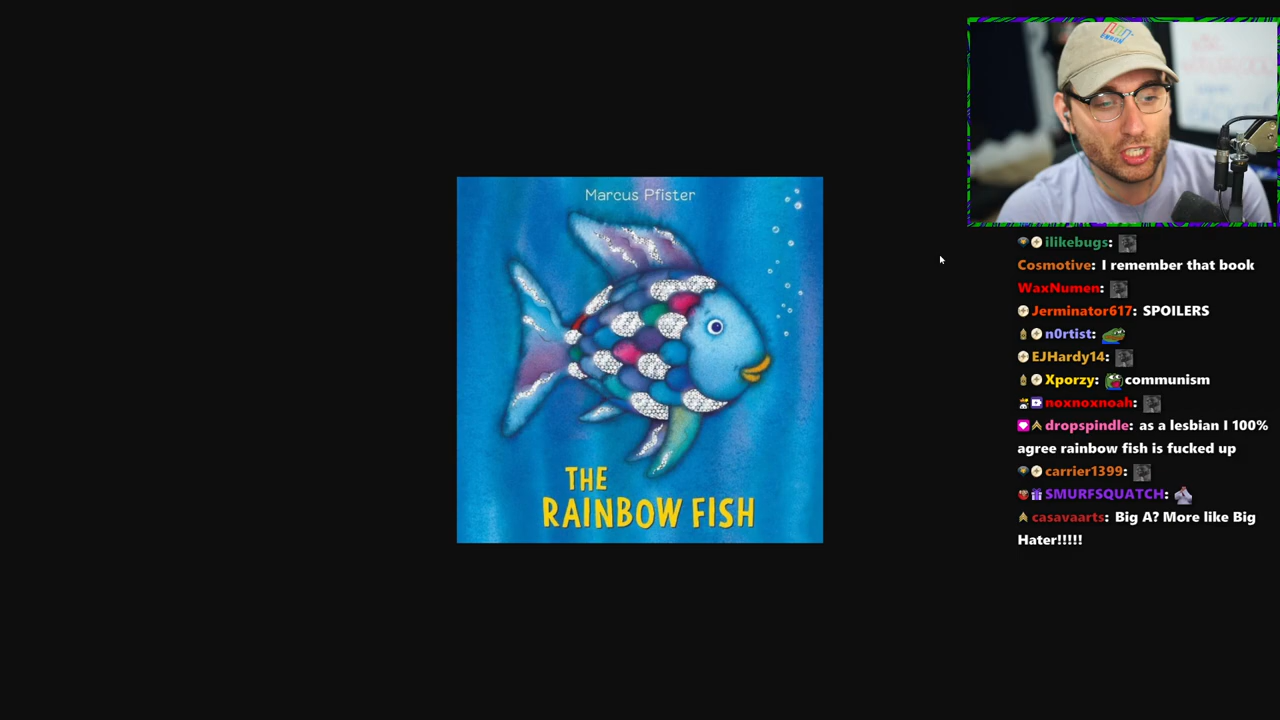 Marcus Pfister
THE
RAINBOW FISH
ilikebugs:
Cosmotive: I remember that book
WaxNumen:
Jerminator617: SPOILERS
n0rtist:
EJHardy14:
Xporzy: communism
noxnoxnoah:
dropspindle: as a lesbian I 100%
agree rainbow fish is fucked up
carrier1399:
SMURFSQUATCH:
casavaarts: Big A? More like Big
Hater!!!!!